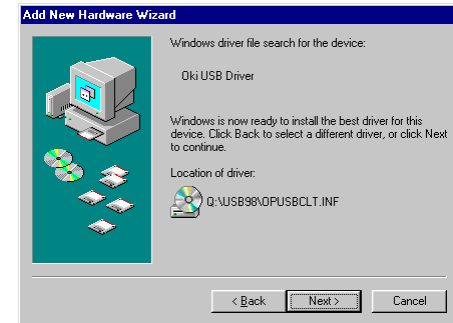 Add New Hardware Wizard
Windows driver file search for the device:
Oki USB Driver
Windows is now ready to install the best driver for this
device. Click Back to select a different driver, or click Next
to continue.
Location of driver:
Q:\USB98\OPUSBCLT.INF
< Back
Next >
Cancel